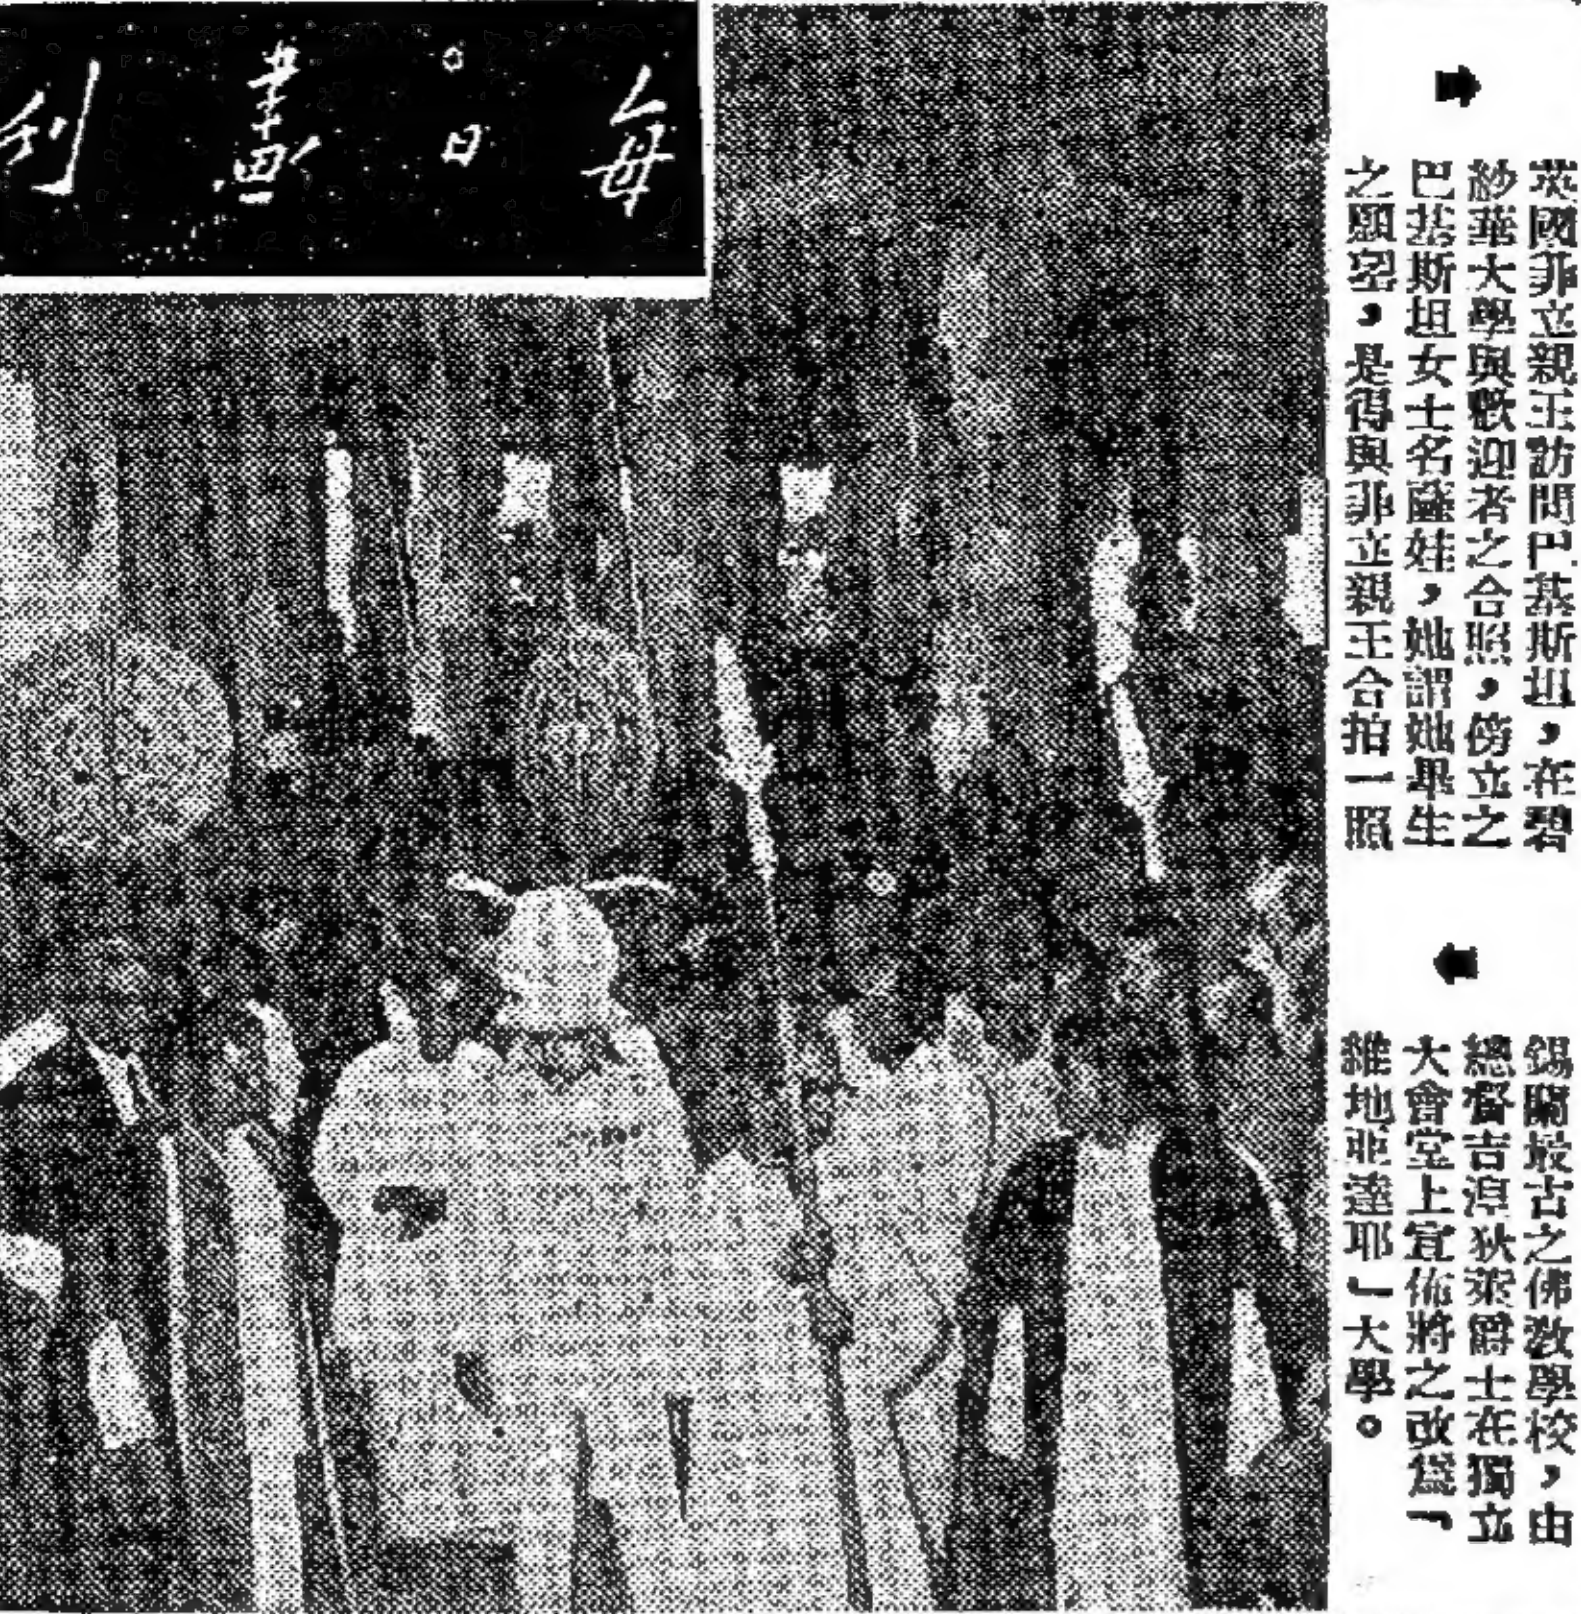 每日畫刊
英國菲立親王訪問巴基斯坦，在碧
紗華大學與歡迎者之合照，傍立之
巴基斯坦女士名薩娃，她謂她畢生
之願望，是得與菲立親王合拍一照
錫蘭最古之佛教學校，由
總督吉湼狄萊爵士在獨立
大會堂上宣佈將之改爲「
維地亞達耶」大學。